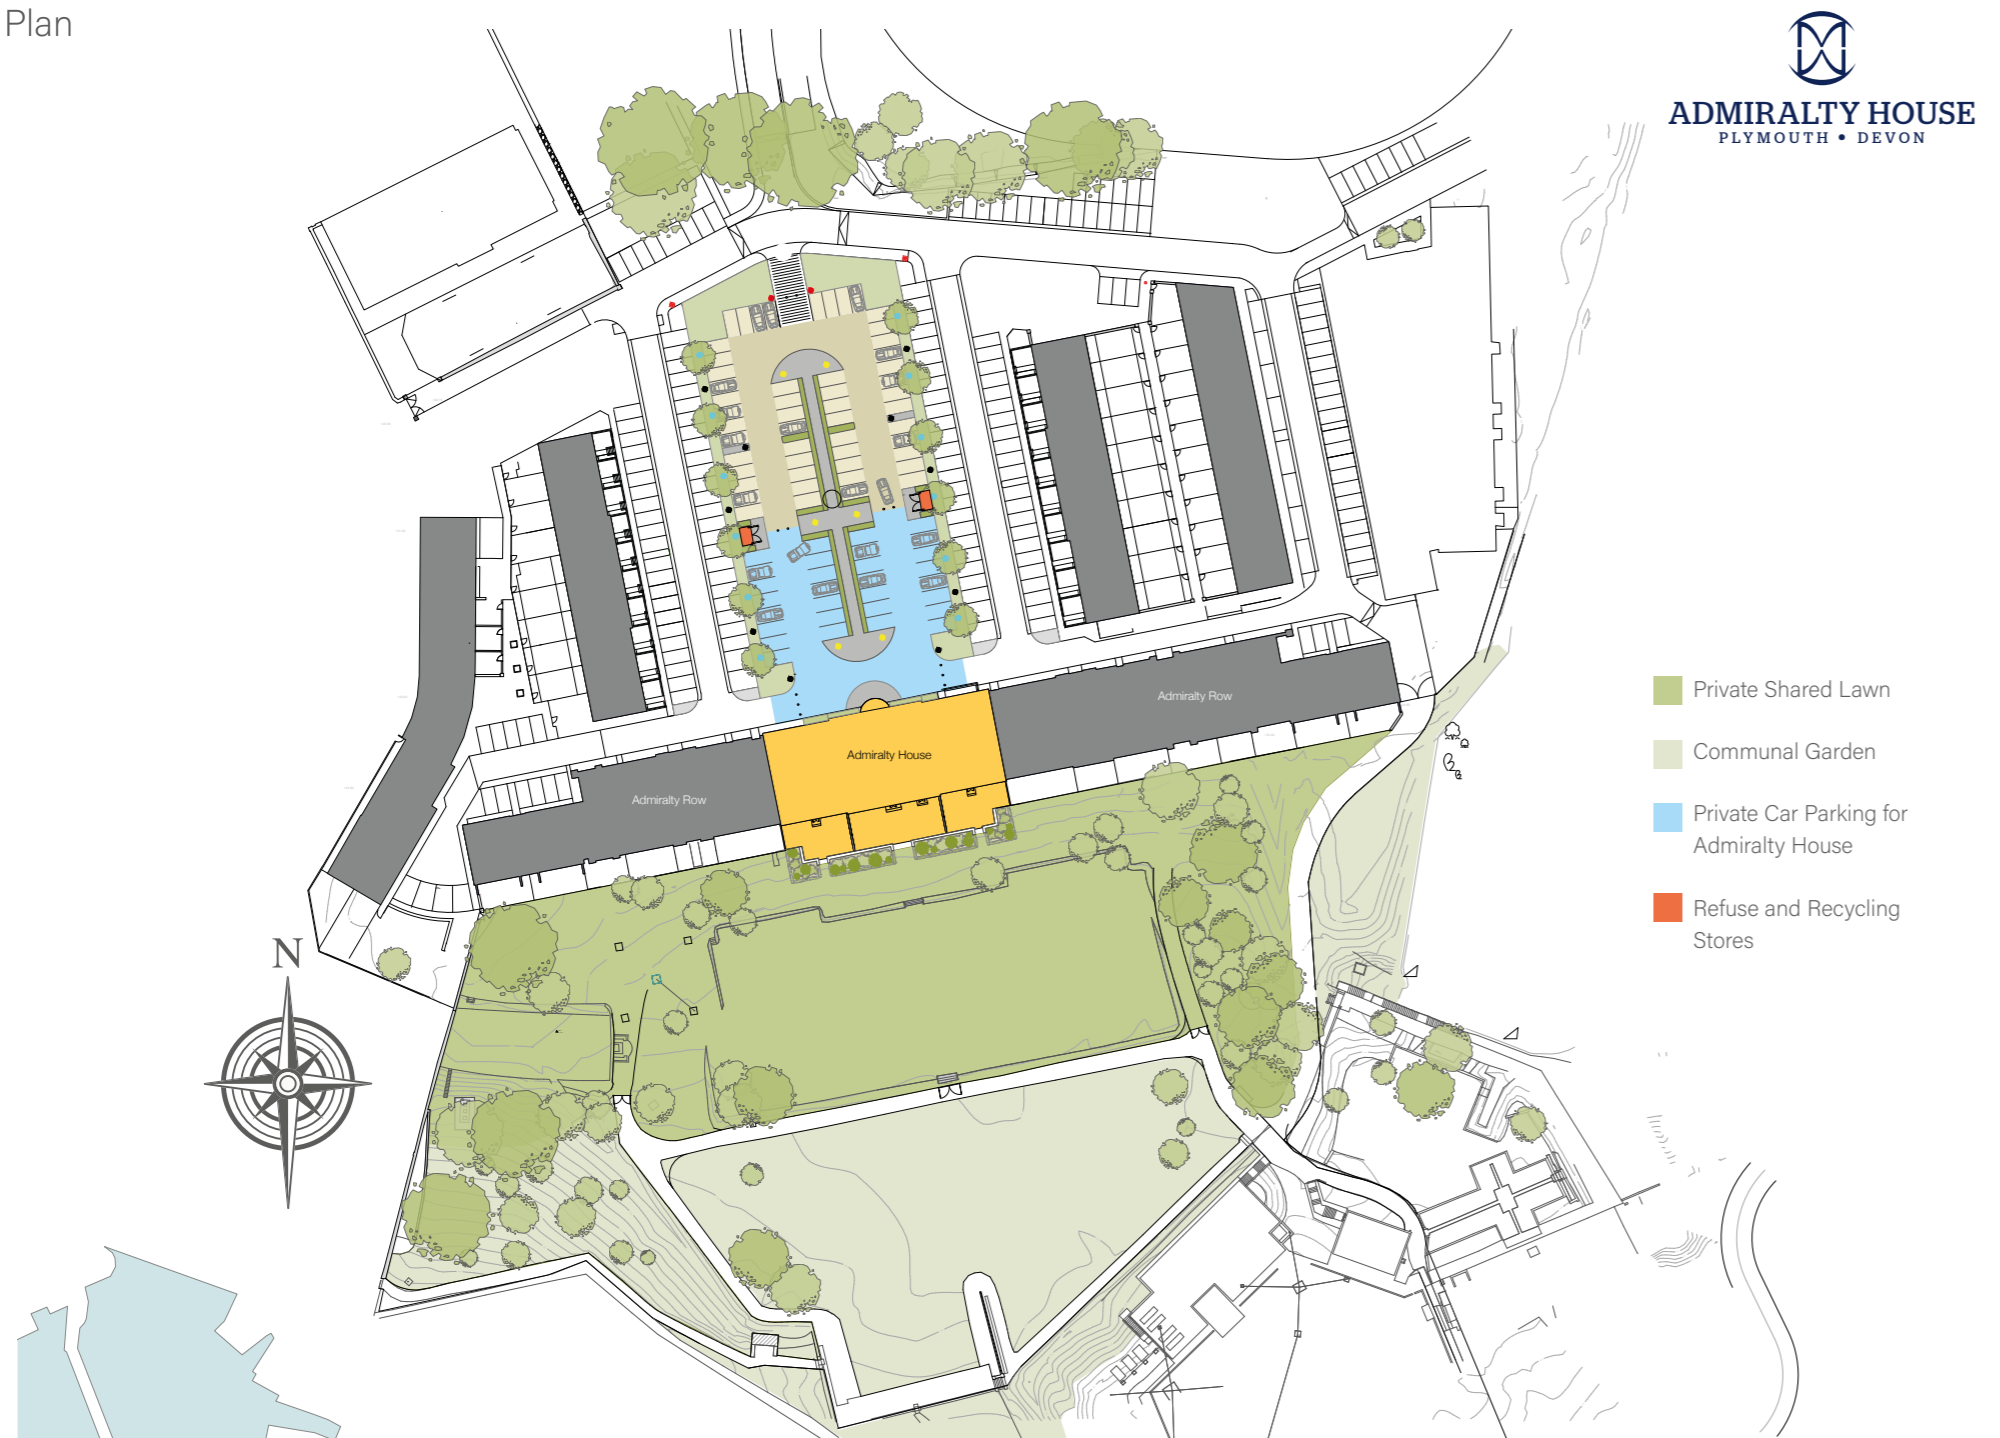 Plan
ADMIRALTY HOUSE
PLYMOUTH • DEVON
Admiralty Row
Admiralty House
Admiralty Row
Private Shared Lawn
Communal Garden
Private Car Parking for
Admiralty House
Refuse and Recycling
Stores
N